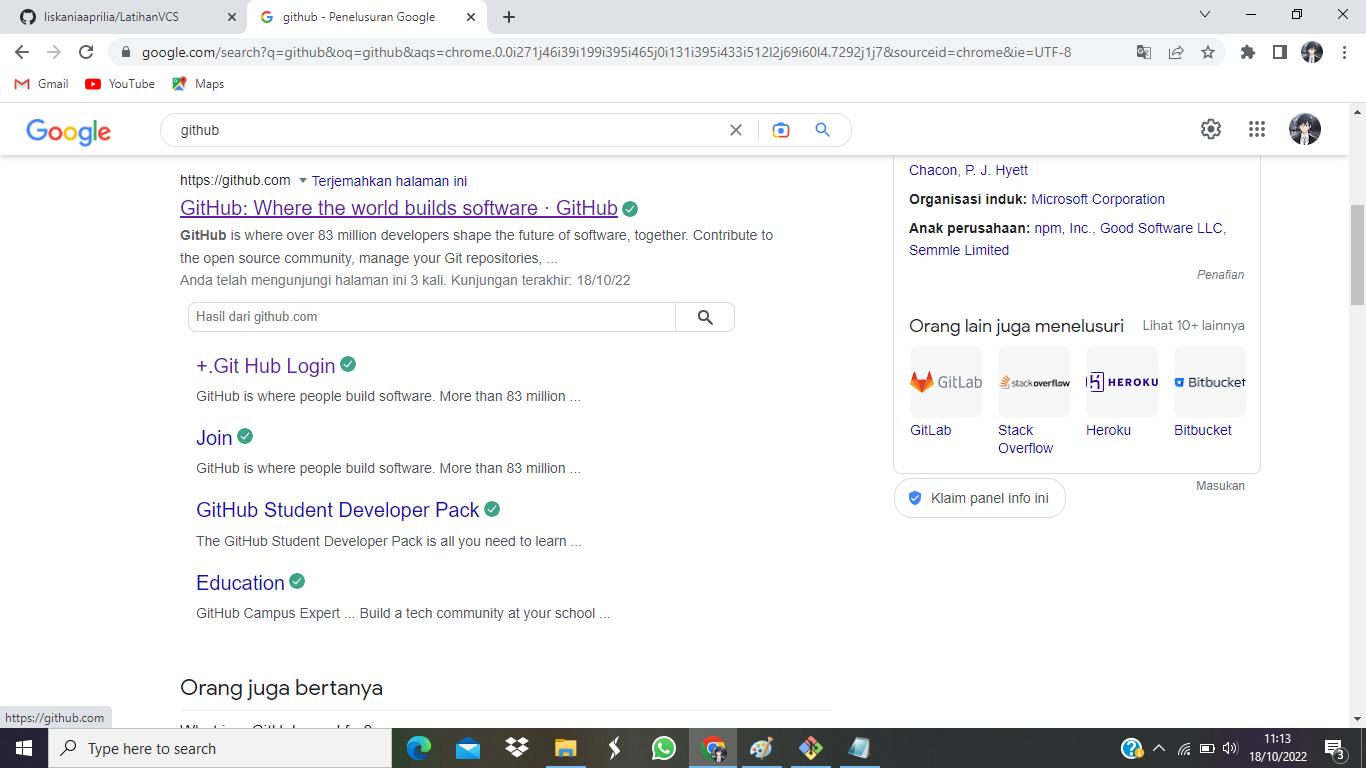 liskaniaaprilia/LatihanVCS
github - Penelusuran Google
google.com/search?q=github&oq=github&aqs=chrome.0.0i271j46i39i199i395i465j0i131i395i433i512l2j69i60l4.7292j1j7&sourceid=chrome&ie=UTF-8
Gmail
YouTube
Maps
Google
github
https://github.com
Terjemahkan halaman ini
GitHub: Where the world builds software · GitHub
GitHub is where over 83 million developers shape the future of software, together. Contribute to
the open source community, manage your Git repositories, ...
Anda telah mengunjungi halaman ini 3 kali. Kunjungan terakhir: 18/10/22
Hasil dari github.com
+.Git Hub Login
GitHub is where people build software. More than 83 million ...
Join
GitHub is where people build software. More than 83 million ...
GitHub Student Developer Pack
The GitHub Student Developer Pack is all you need to learn ...
Education
GitHub Campus Expert ... Build a tech community at your school ...
Orang juga bertanya
Chacon, P. J. Hyett
Organisasi induk: Microsoft Corporation
Anak perusahaan: npm, Inc., Good Software LLC,
Semmle Limited
Penafian
Orang lain juga menelusuri
Lihat 10+ lainnya
GitLab
stackoverflow
HEROKU
Bitbucket
GitLab
Stack
Overflow
Heroku
Bitbucket
Masukan
Klaim panel info ini
https://github.com
Type here to search
11:13
18/10/2022
3